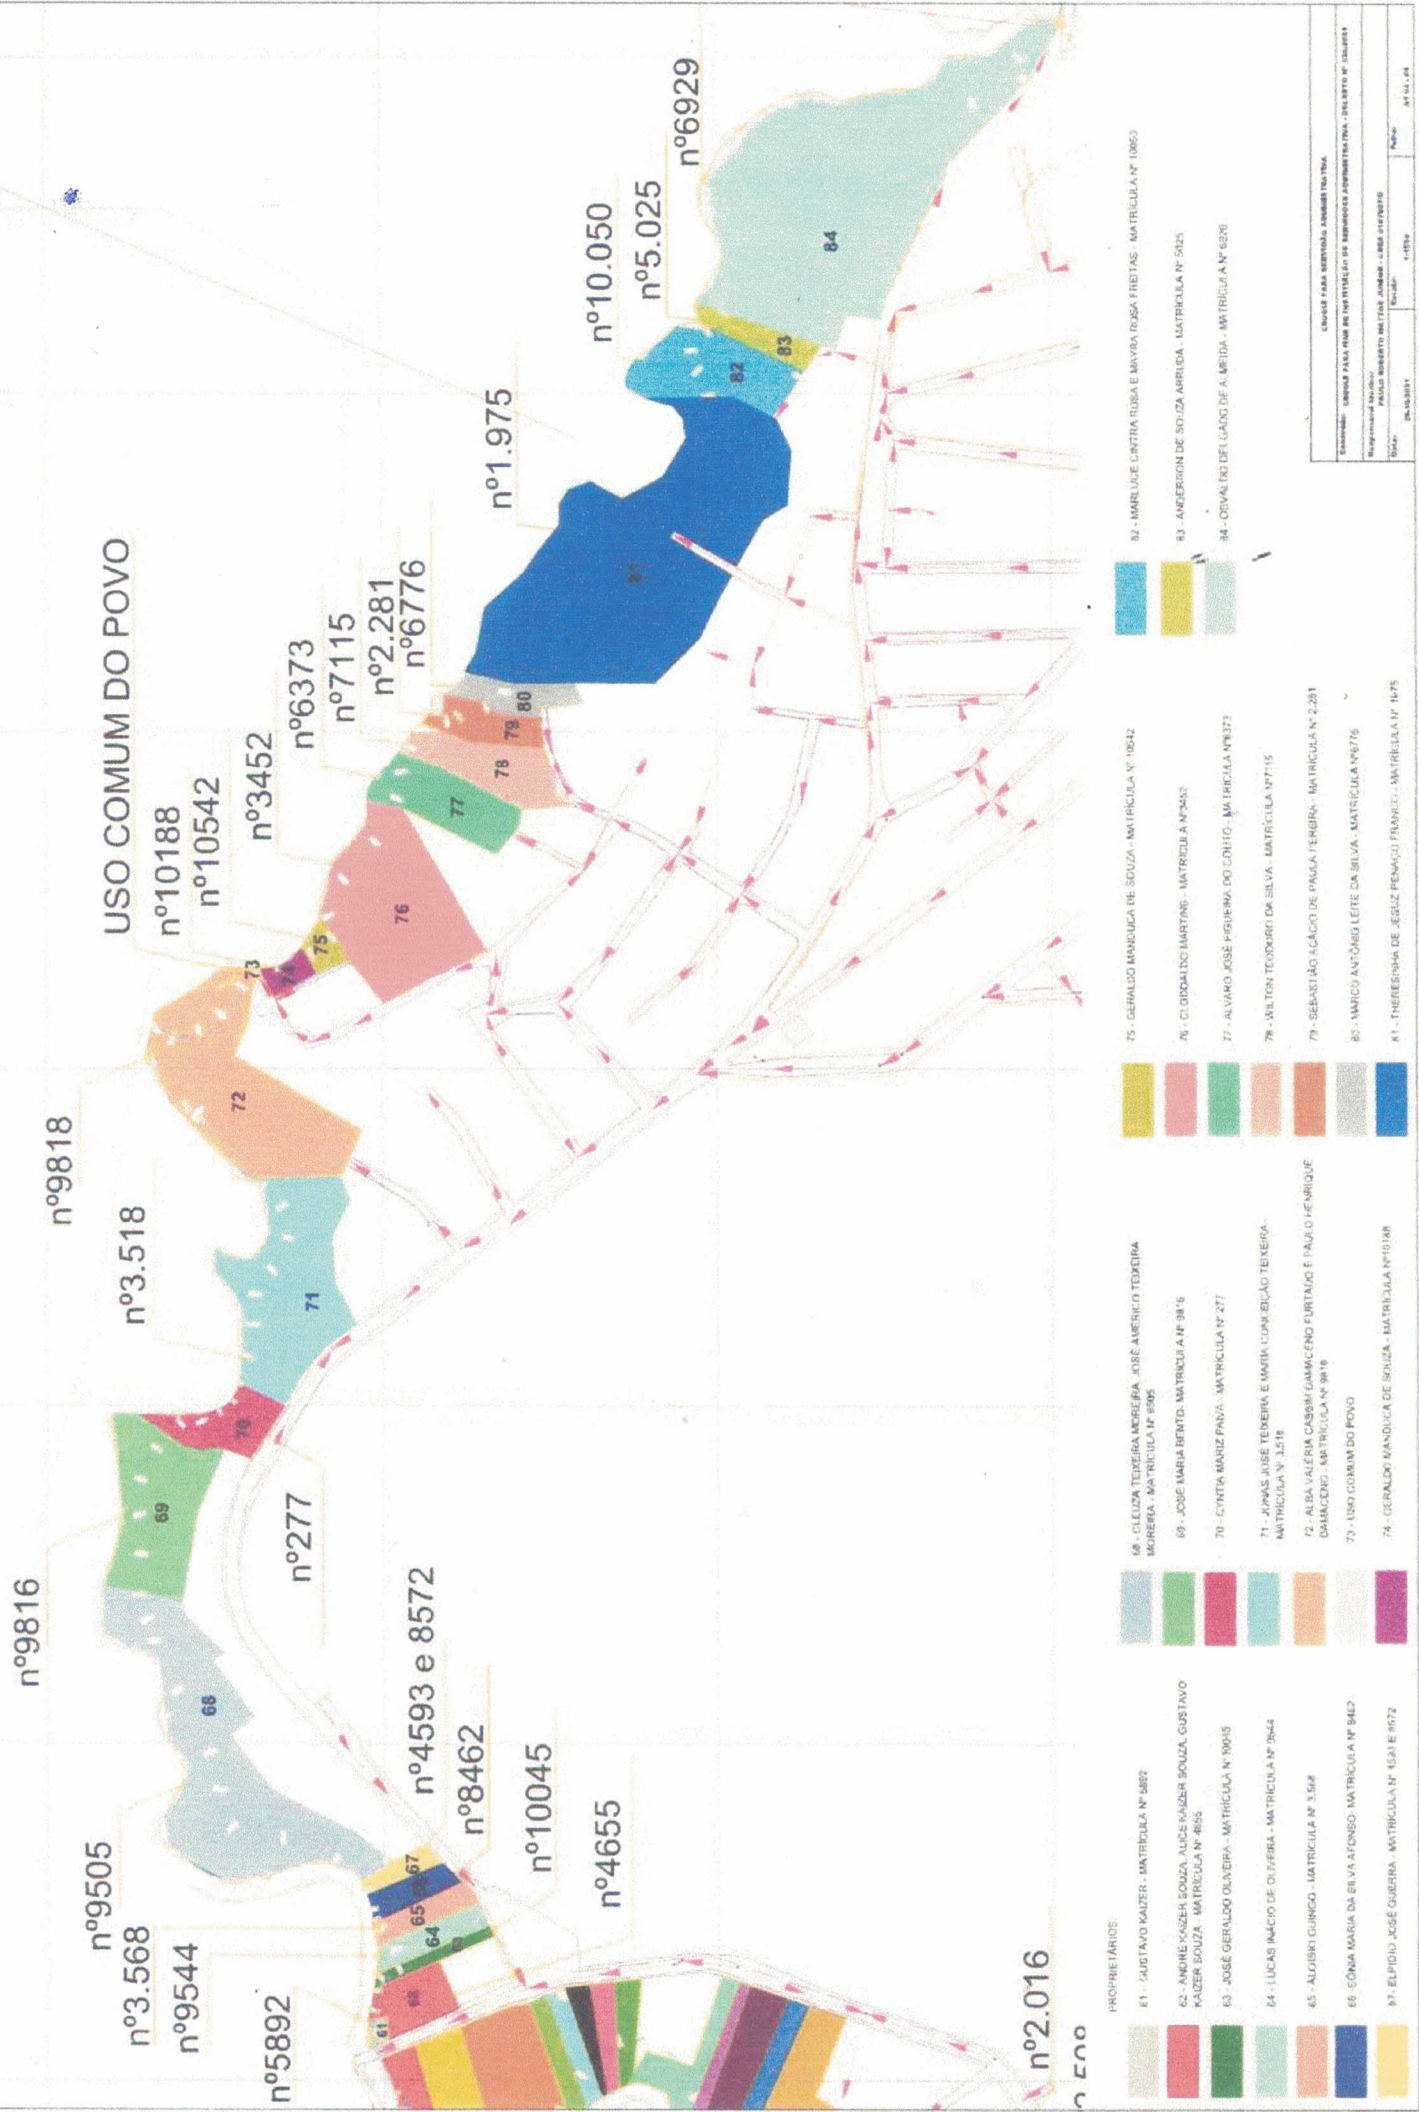 nº9816
nº9818
nº3.518
USO COMUM DO POVO
nº10188
nº10542
nº3452
nº6373
nº7115
nº2.281
nº6776
nº1.975
nº10.050
nº5.025
nº6929
nº9505
nº3.568
nº9544
nº5892
nº277
nº4593 e 8572
nº8462
nº10045
nº4655
nº2.016
61
62
64
65
67
68
69
70
71
72
73
74
75
76
77
78
79
80
82
83
84
PROPRIETÁRIOS:
61 - GUSTAVO KAIZER - MATRÍCULA Nº 5892
62 - ANDRÉ KAIZER SOUZA, ALICE KAIZER SOUZA, GUSTAVO
KAIZER SOUZA - MATRÍCULA Nº 4655
63 - JOSÉ GERALDO OLIVEIRA - MATRÍCULA Nº 10045
64 - LUCAS INÁCIO DE OLIVEIRA - MATRÍCULA Nº 9544
65 - ALOISIO GUINGO - MATRÍCULA Nº 3.568
66 - SÔNIA MARIA DA SILVA AFONSO - MATRÍCULA Nº 8462
67 - ELPIDIO JOSÉ GUERRA - MATRÍCULA Nº 4593 E 8572
68 - CLEUZA TEIXEIRA MOREIRA, JOSÉ AMÉRICO TEIXEIRA
MOREIRA - MATRÍCULA Nº 9505
69 - JOSÉ MARIA BENTO - MATRÍCULA Nº 9816
70 - CYNTIA MARIZ PAIVA - MATRÍCULA Nº 277
71 - JONAS JOSÉ TEIXEIRA E MARIA CONCEIÇÃO TEIXEIRA -
MATRÍCULA Nº 3.518
72 - ALBA VALÉRIA CASSIM DAMACENO FURTADO E PAULO HENRIQUE
DAMACENO - MATRÍCULA Nº 9818
73 - USO COMUM DO POVO
74 - GERALDO MANDUCA DE SOUZA - MATRÍCULA Nº10188
75 - GERALDO MANDUCA DE SOUZA - MATRÍCULA Nº 10542
76 - CLODOALDO MARTINS - MATRÍCULA Nº3452
77 - ALVARO JOSÉ FIGUEIRA DO COUTO - MATRÍCULA Nº6373
78 - WILTON TEODORO DA SILVA - MATRÍCULA Nº7115
79 - SEBASTIÃO ACÁCIO DE PAULA PEREIRA - MATRÍCULA Nº 2.281
80 - MARCO ANTÔNIO LEITE DA SILVA - MATRÍCULA Nº6776
81 - THERESINHA DE JESUZ PENAÇO FRANCO - MATRÍCULA Nº 1975
82 - MARLUCE CINTRA ROSA E MAYRA ROSA FREITAS - MATRÍCULA Nº 10050
83 - ANDERSON DE SOUZA ARRUDA - MATRÍCULA Nº 5025
84 - OSVALDO DELGADO DE ALMEIDA - MATRÍCULA Nº 6929
CROQUI PARA SERVIDÃO ADMINISTRATIVA